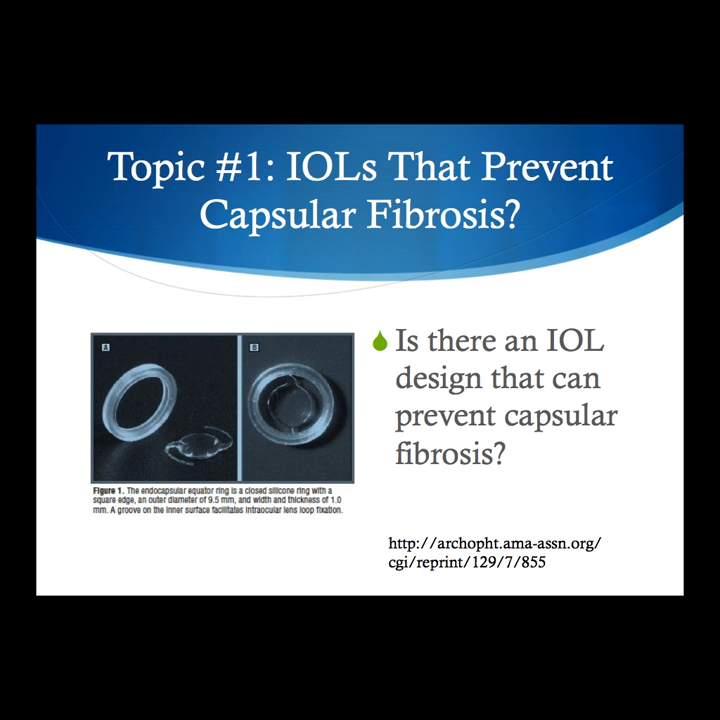 Topic #1: IOLs That Prevent
Capsular Fibrosis?
A
B
Is there an IOL
design that can
prevent capsular
fibrosis?
Figure 1. The endocapsular equator ring is a closed silicone ring with a
square edge, an outer diameter of 9.5 mm, and width and thickness of 1.0
mm. A groove on the inner surface facilitates intraocular lens loop fixation.
http://archopht.ama-assn.org/
cgi/reprint/129/7/855